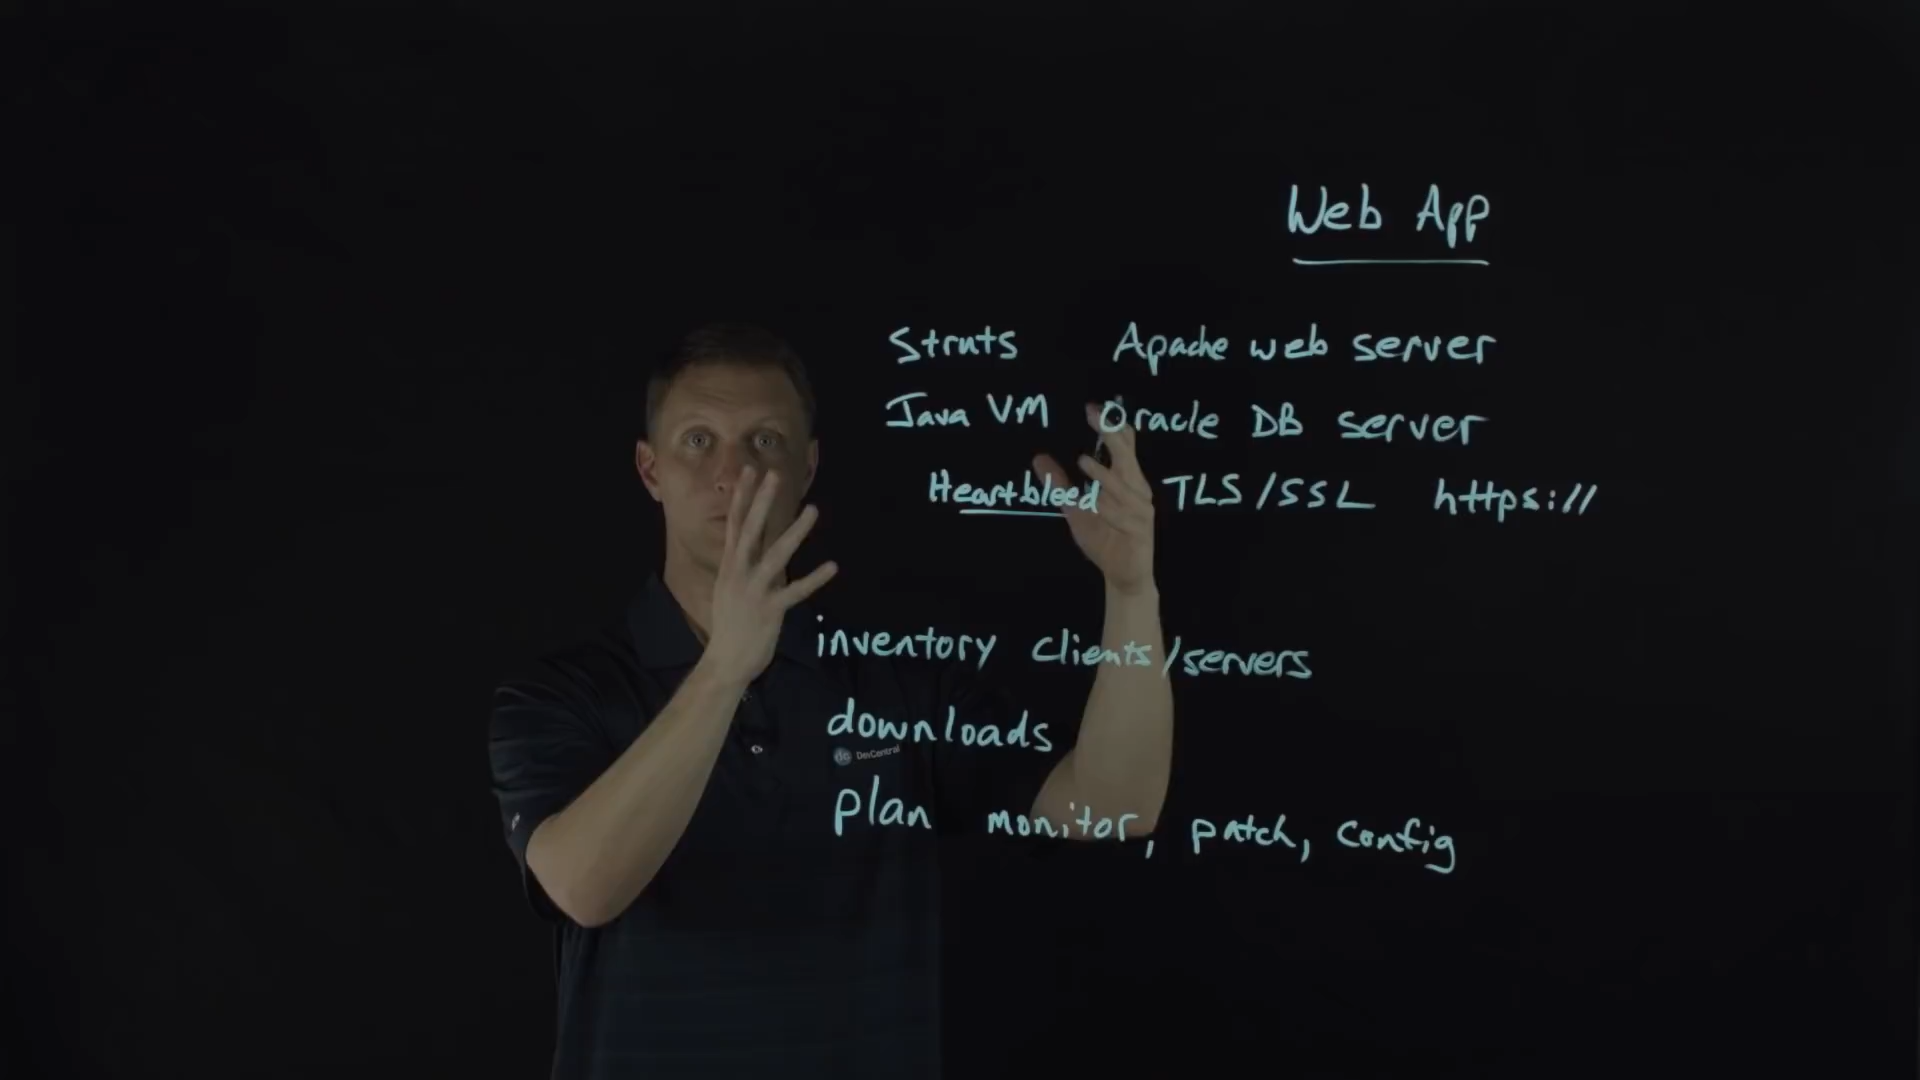 Web App
Struts Apache web server
Java VM Oracle DB server
Heartbleed TLS/SSL https://
inventory clients/servers
downloads
DevCentral
plan monitor, patch, config